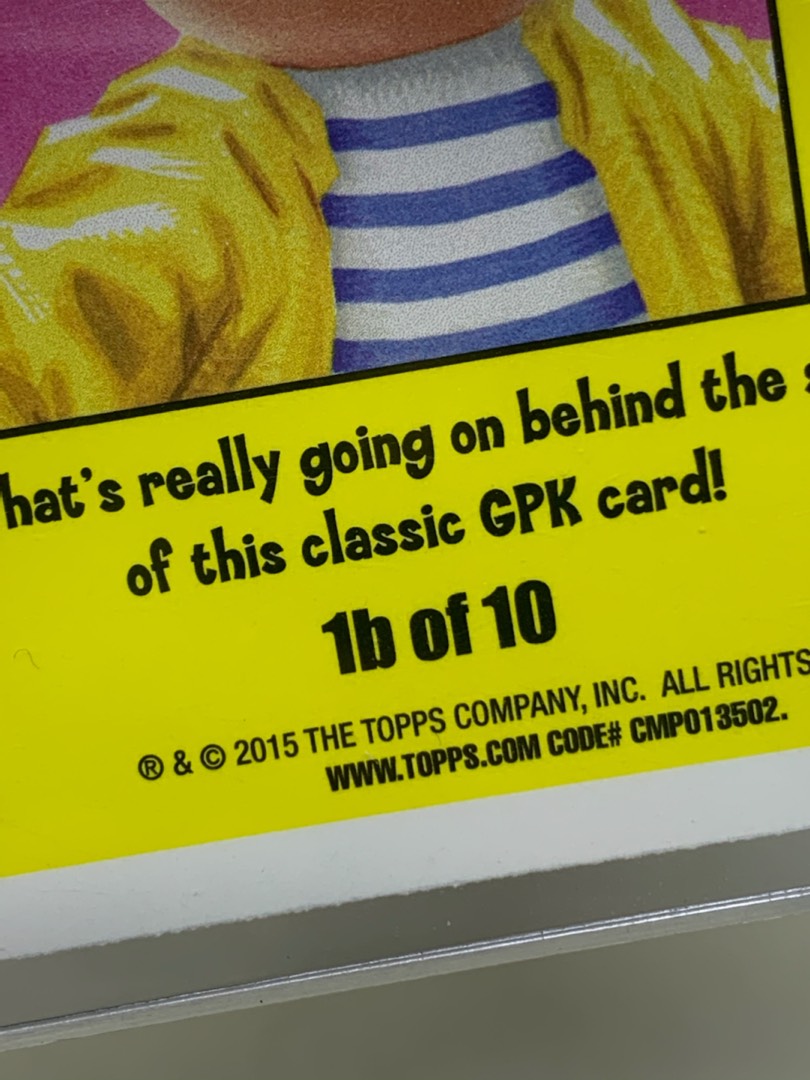 hat's really going on behind the
of this classic GPK card!
1b of 10
® & © 2015 THE TOPPS COMPANY, INC. ALL RIGHTS
WWW.TOPPS.COM CODE# CMP013502.